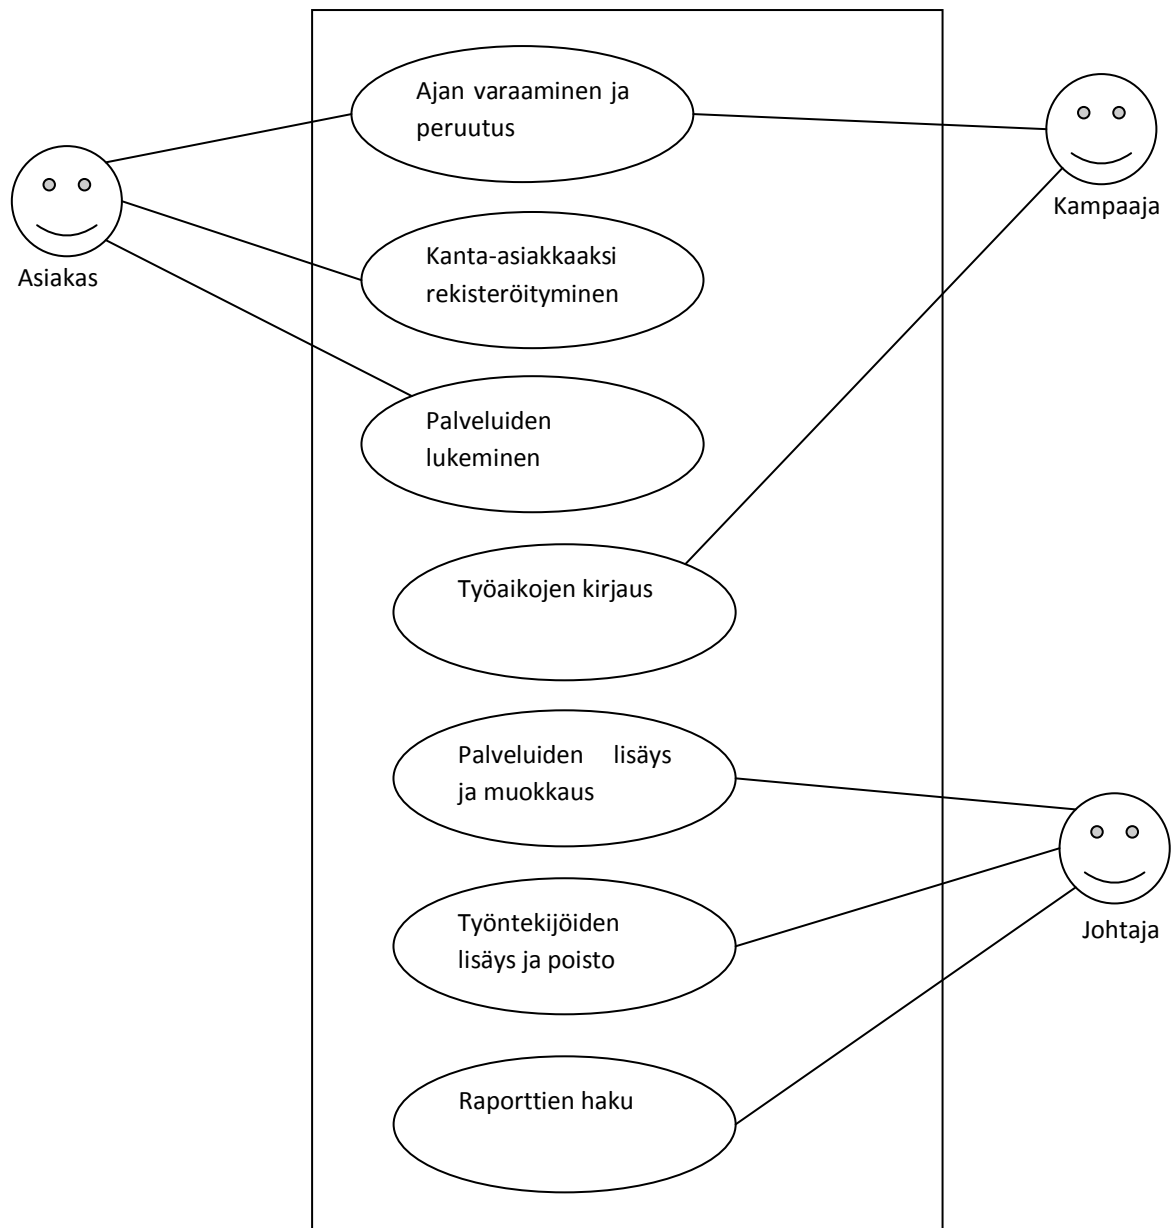 Ajan varaaminen ja
peruutus
Kampaaja
Asiakas
Kanta-asiakkaaksi
rekisteröityminen
Palveluiden
lukeminen
Työaikojen kirjaus
Palveluiden lisäys
ja muokkaus
Työntekijöiden
lisäys ja poisto
Johtaja
Raporttien haku